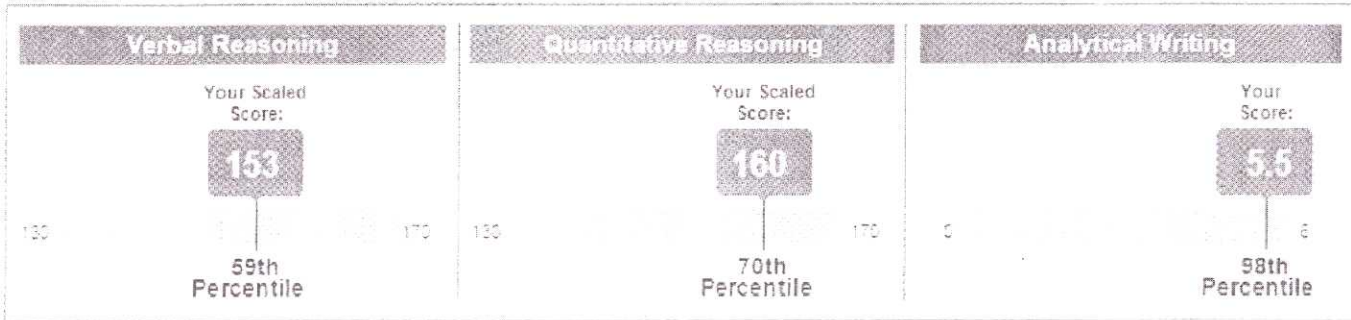 Verbal Reasoning
Your Scaled
Score:
153
130
170
59th
Percentile
Quantitative Reasoning
Your Scaled
Score:
160
130
170
70th
Percentile
Analytical Writing
Your
Score:
5.5
0
6
98th
Percentile